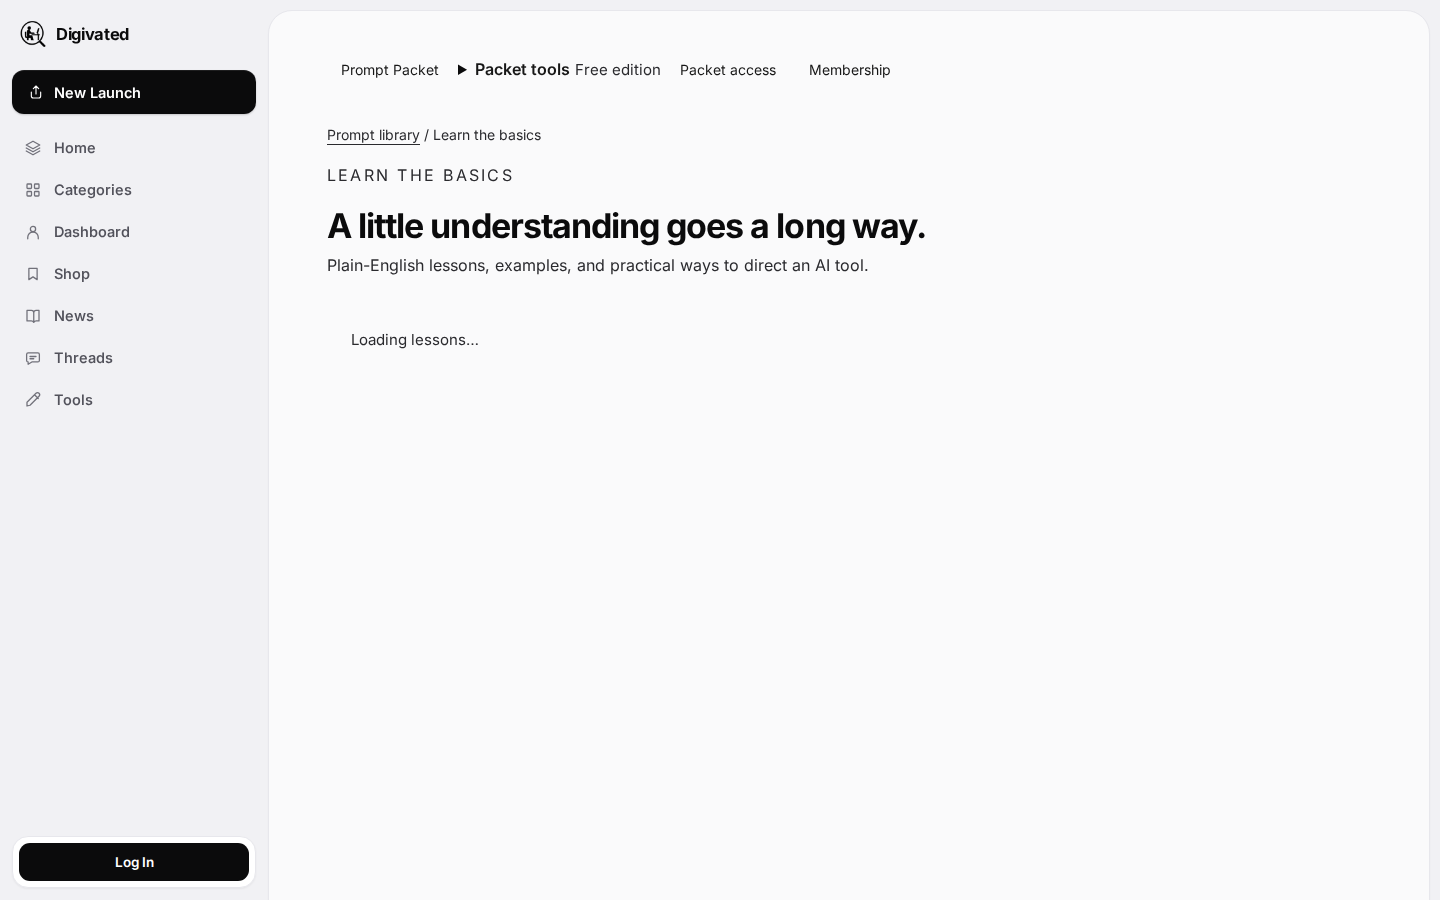 Digivated
New Launch
Home
Categories
Dashboard
Shop
News
Threads
Tools
Log In
Prompt Packet
Packet tools Free edition
Packet access
Membership
Prompt library / Learn the basics
LEARN THE BASICS
A little understanding goes a long way.
Plain-English lessons, examples, and practical ways to direct an AI tool.
Loading lessons...